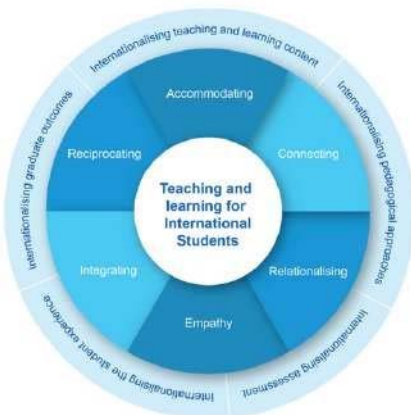 Internationalising teaching and learning content
Internationalising pedagogical approaches
Internationalising assessment
Internationalising the student experience
Internationalising graduate outcomes
Accommodating
Connecting
Relationalising
Empathy
Integrating
Reciprocating
Teaching and
learning for
International
Students